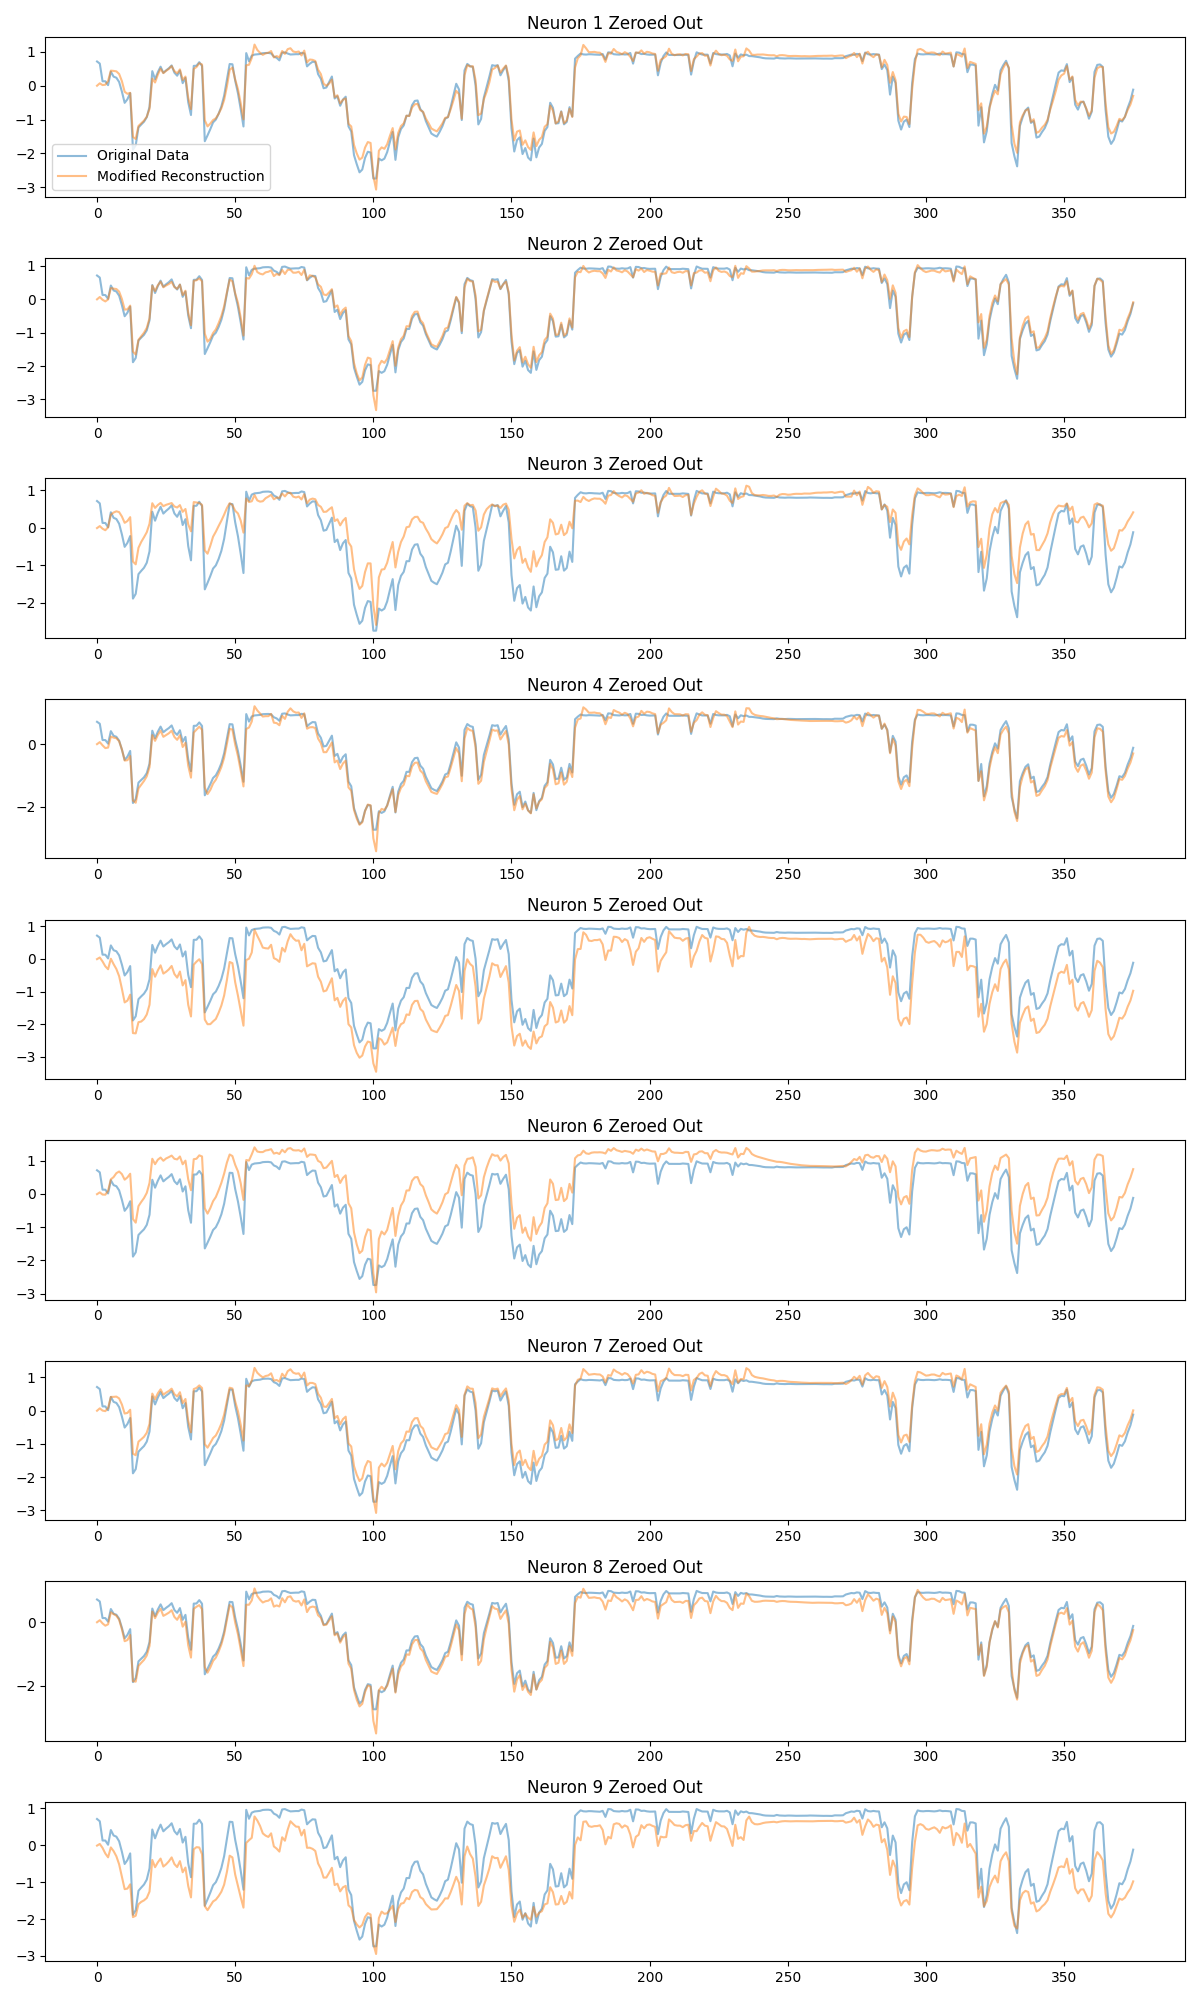 Neuron 1 Zeroed Out
1
0
−1
−2
−3
Original Data
Modified Reconstruction
0 50 100 150 200 250 300 350
Neuron 2 Zeroed Out
1
0
−1
−2
−3
0 50 100 150 200 250 300 350
Neuron 3 Zeroed Out
1
0
−1
−2
0 50 100 150 200 250 300 350
Neuron 4 Zeroed Out
0
−2
0 50 100 150 200 250 300 350
Neuron 5 Zeroed Out
1
0
−1
−2
−3
0 50 100 150 200 250 300 350
Neuron 6 Zeroed Out
1
0
−1
−2
−3
0 50 100 150 200 250 300 350
Neuron 7 Zeroed Out
1
0
−1
−2
−3
0 50 100 150 200 250 300 350
Neuron 8 Zeroed Out
0
−2
0 50 100 150 200 250 300 350
Neuron 9 Zeroed Out
1
0
−1
−2
−3
0 50 100 150 200 250 300 350